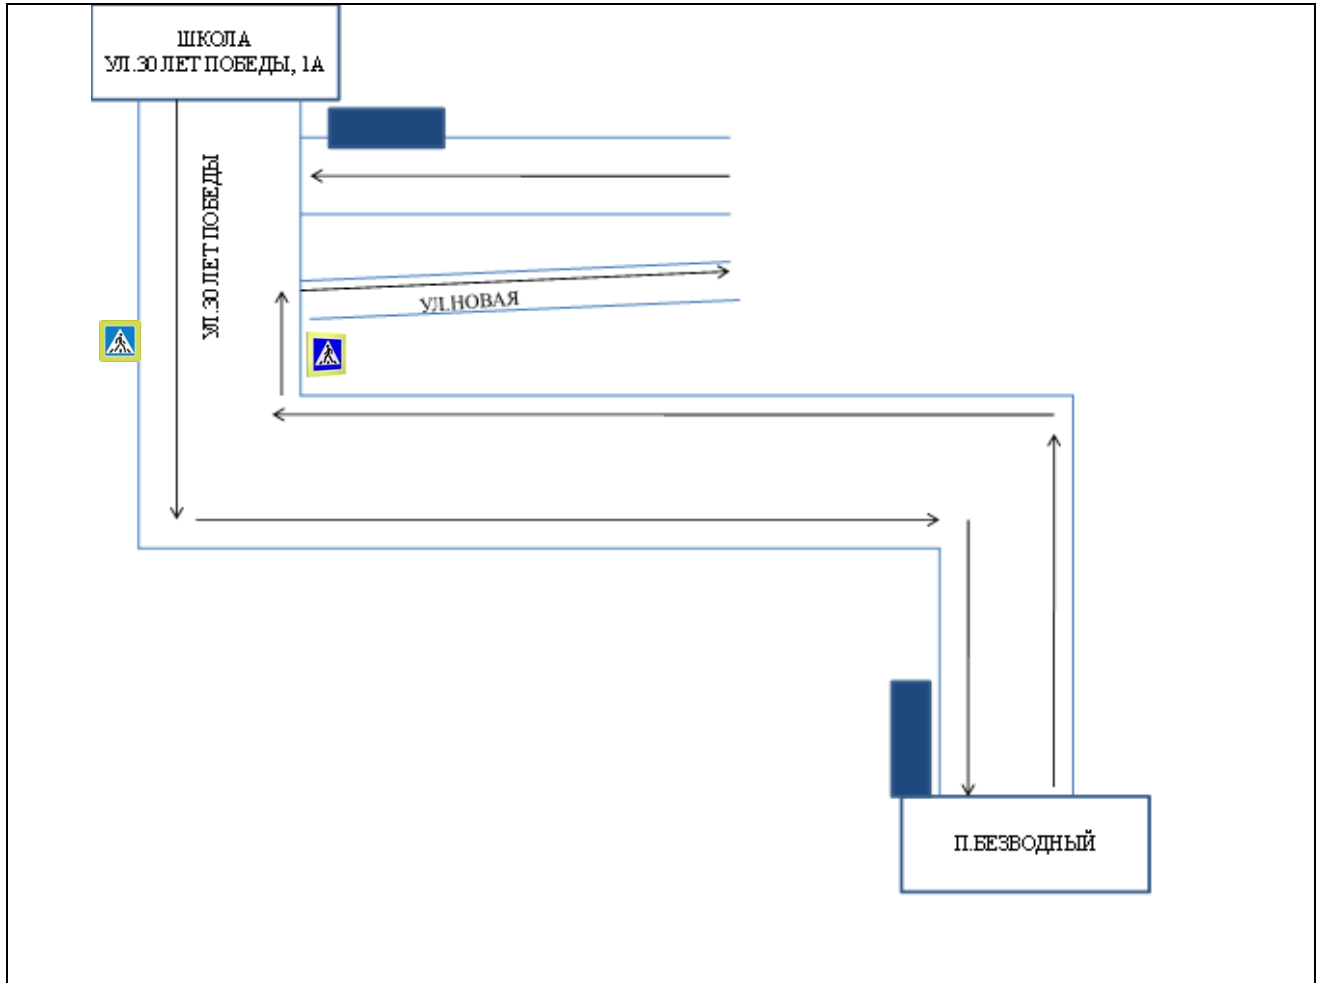 ШКОЛА
УЛ.30 ЛЕТ ПОБЕДЫ, 1А
УЛ.30 ЛЕТ ПОБЕДЫ
УЛ.НОВАЯ
П.БЕЗВОДНЫЙ